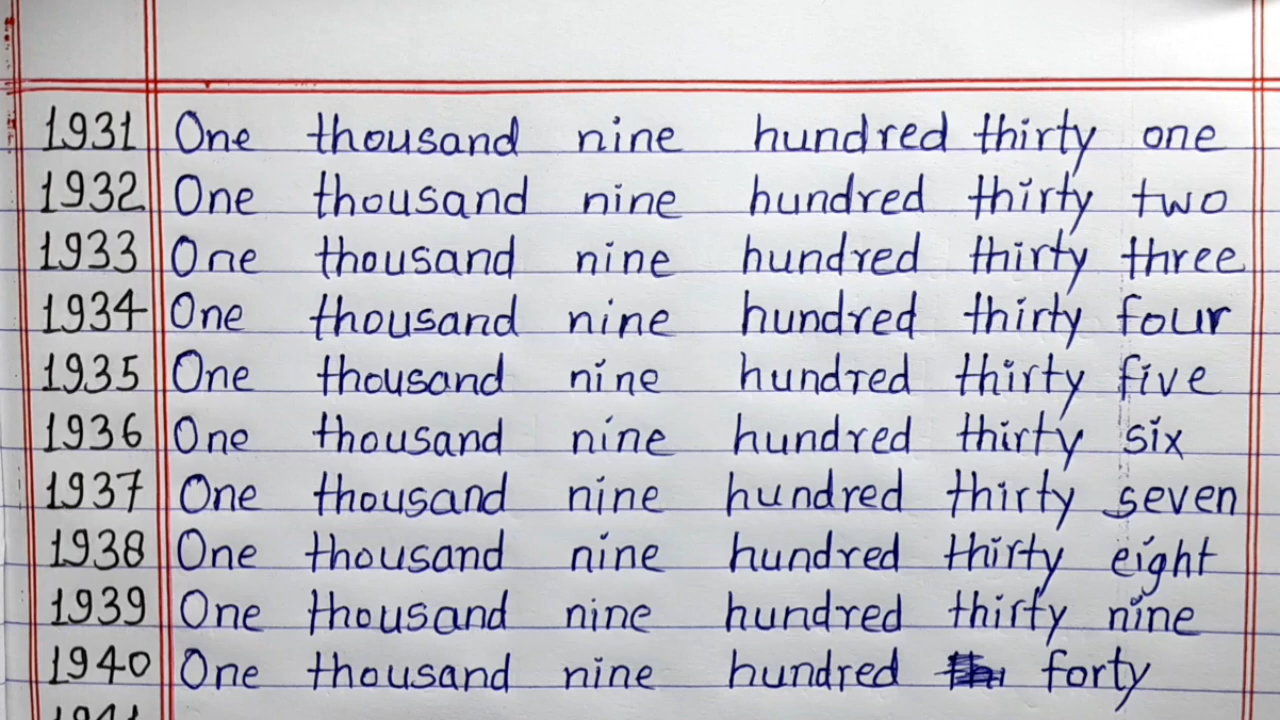 1931 One thousand nine hundred thirty one
1932 One thousand nine hundred thirty two
1933 One thousand nine hundred thirty three
1934 One thousand nine hundred thirty four
1935 One thousand nine hundred thirty five
1936 One thousand nine hundred thirty six
1937 One thousand nine hundred thirty seven
1938 One thousand nine hundred thirty eight
1939 One thousand nine hundred thirty nine
1940 One thousand nine hundred forty